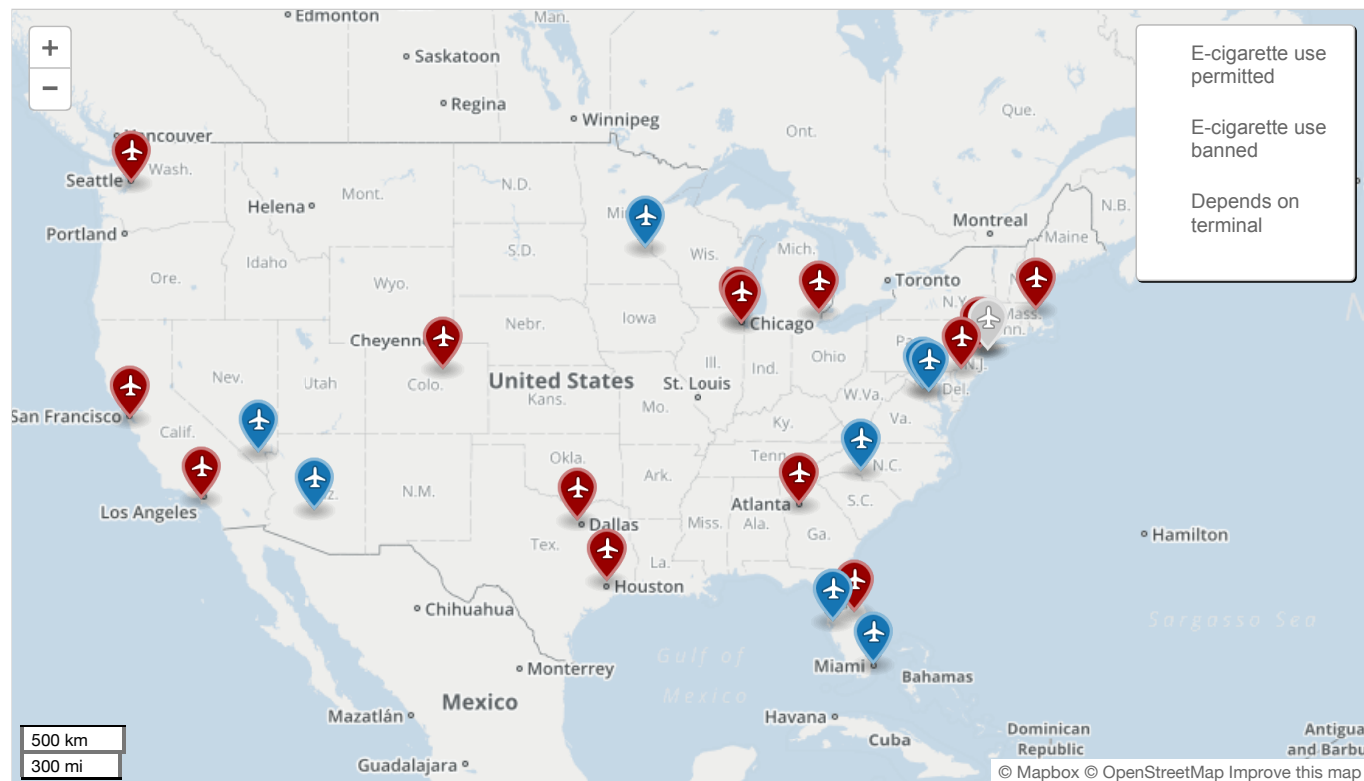 Edmonton
Man.
+
−
Saskatoon
Regina
Winnipeg
Ont.
Que.
E-cigarette use
permitted
E-cigarette use
banned
Depends on
terminal
Vancouver
Wash.
Seattle
Helena
Mont.
N.D.
Montreal
N.B.
Portland
Maine
Ore.
Idaho
S.D.
Wis.
Mich.
Toronto
Wyo.
N.Y.
Mass.
Cheyenne
Nebr.
Iowa
Chicago
Nev.
Utah
Colo.
United States
Kans.
St. Louis
Ill.
Ind.
Ohio
N.J.
Del.
Mo.
W.Va.
Va.
San Francisco
Calif.
Ky.
Okla.
Ark.
Tenn.
N.C.
N.M.
Los Angeles
Dallas
Miss.
Ala.
Atlanta
S.C.
Ga.
Tex.
La.
Hamilton
Houston
Chihuahua
Sargasso Sea
Gulf of
Mexico
Monterrey
Miami
Bahamas
Mexico
Mazatlán
Havana
Cuba
Dominican
Republic
Antigua
and Barbu
500 km
300 mi
Guadalajara
© Mapbox © OpenStreetMap Improve this map